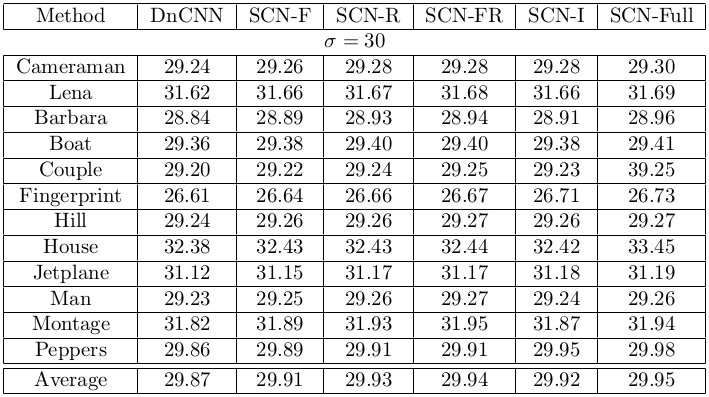 Method DnCNN SCN-F SCN-R SCN-FR SCN-I SCN-Full
σ = 30
Cameraman 29.24 29.26 29.28 29.28 29.28 29.30
Lena 31.62 31.66 31.67 31.68 31.66 31.69
Barbara 28.84 28.89 28.93 28.94 28.91 28.96
Boat 29.36 29.38 29.40 29.40 29.38 29.41
Couple 29.20 29.22 29.24 29.25 29.23 39.25
Fingerprint 26.61 26.64 26.66 26.67 26.71 26.73
Hill 29.24 29.26 29.26 29.27 29.26 29.27
House 32.38 32.43 32.43 32.44 32.42 33.45
Jetplane 31.12 31.15 31.17 31.17 31.18 31.19
Man 29.23 29.25 29.26 29.27 29.24 29.26
Montage 31.82 31.89 31.93 31.95 31.87 31.94
Peppers 29.86 29.89 29.91 29.91 29.95 29.98
Average 29.87 29.91 29.93 29.94 29.92 29.95